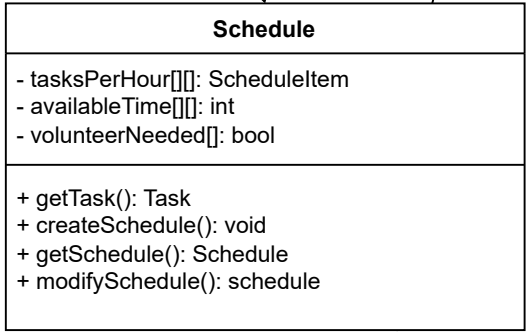 Schedule
- tasksPerHour[][]: ScheduleItem
- availableTime[][]: int
- volunteerNeeded[]: bool
+ getTask(): Task
+ createSchedule(): void
+ getSchedule(): Schedule
+ modifySchedule(): schedule